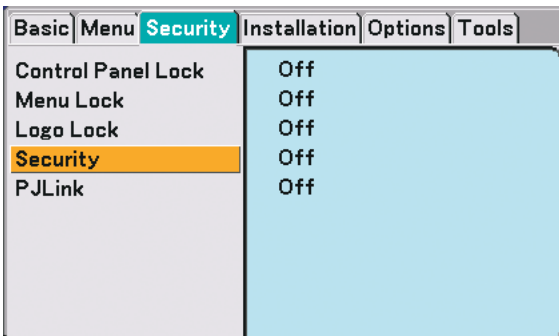 Basic Menu Security Installation Options Tools
Control Panel Lock Off
Menu Lock Off
Logo Lock Off
Security Off
PJLink Off